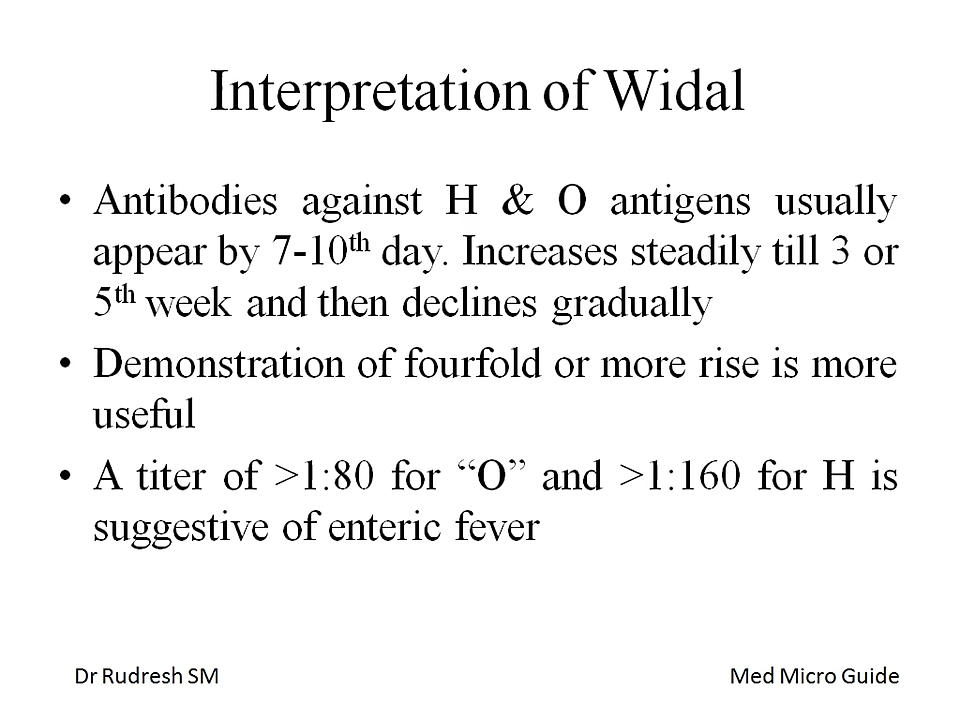 Interpretation of Widal
• Antibodies against H & O antigens usually
appear by 7-10th day. Increases steadily till 3 or
5th week and then declines gradually
• Demonstration of fourfold or more rise is more
useful
• A titer of >1:80 for “O” and >1:160 for H is
suggestive of enteric fever
Dr Rudresh SM
Med Micro Guide